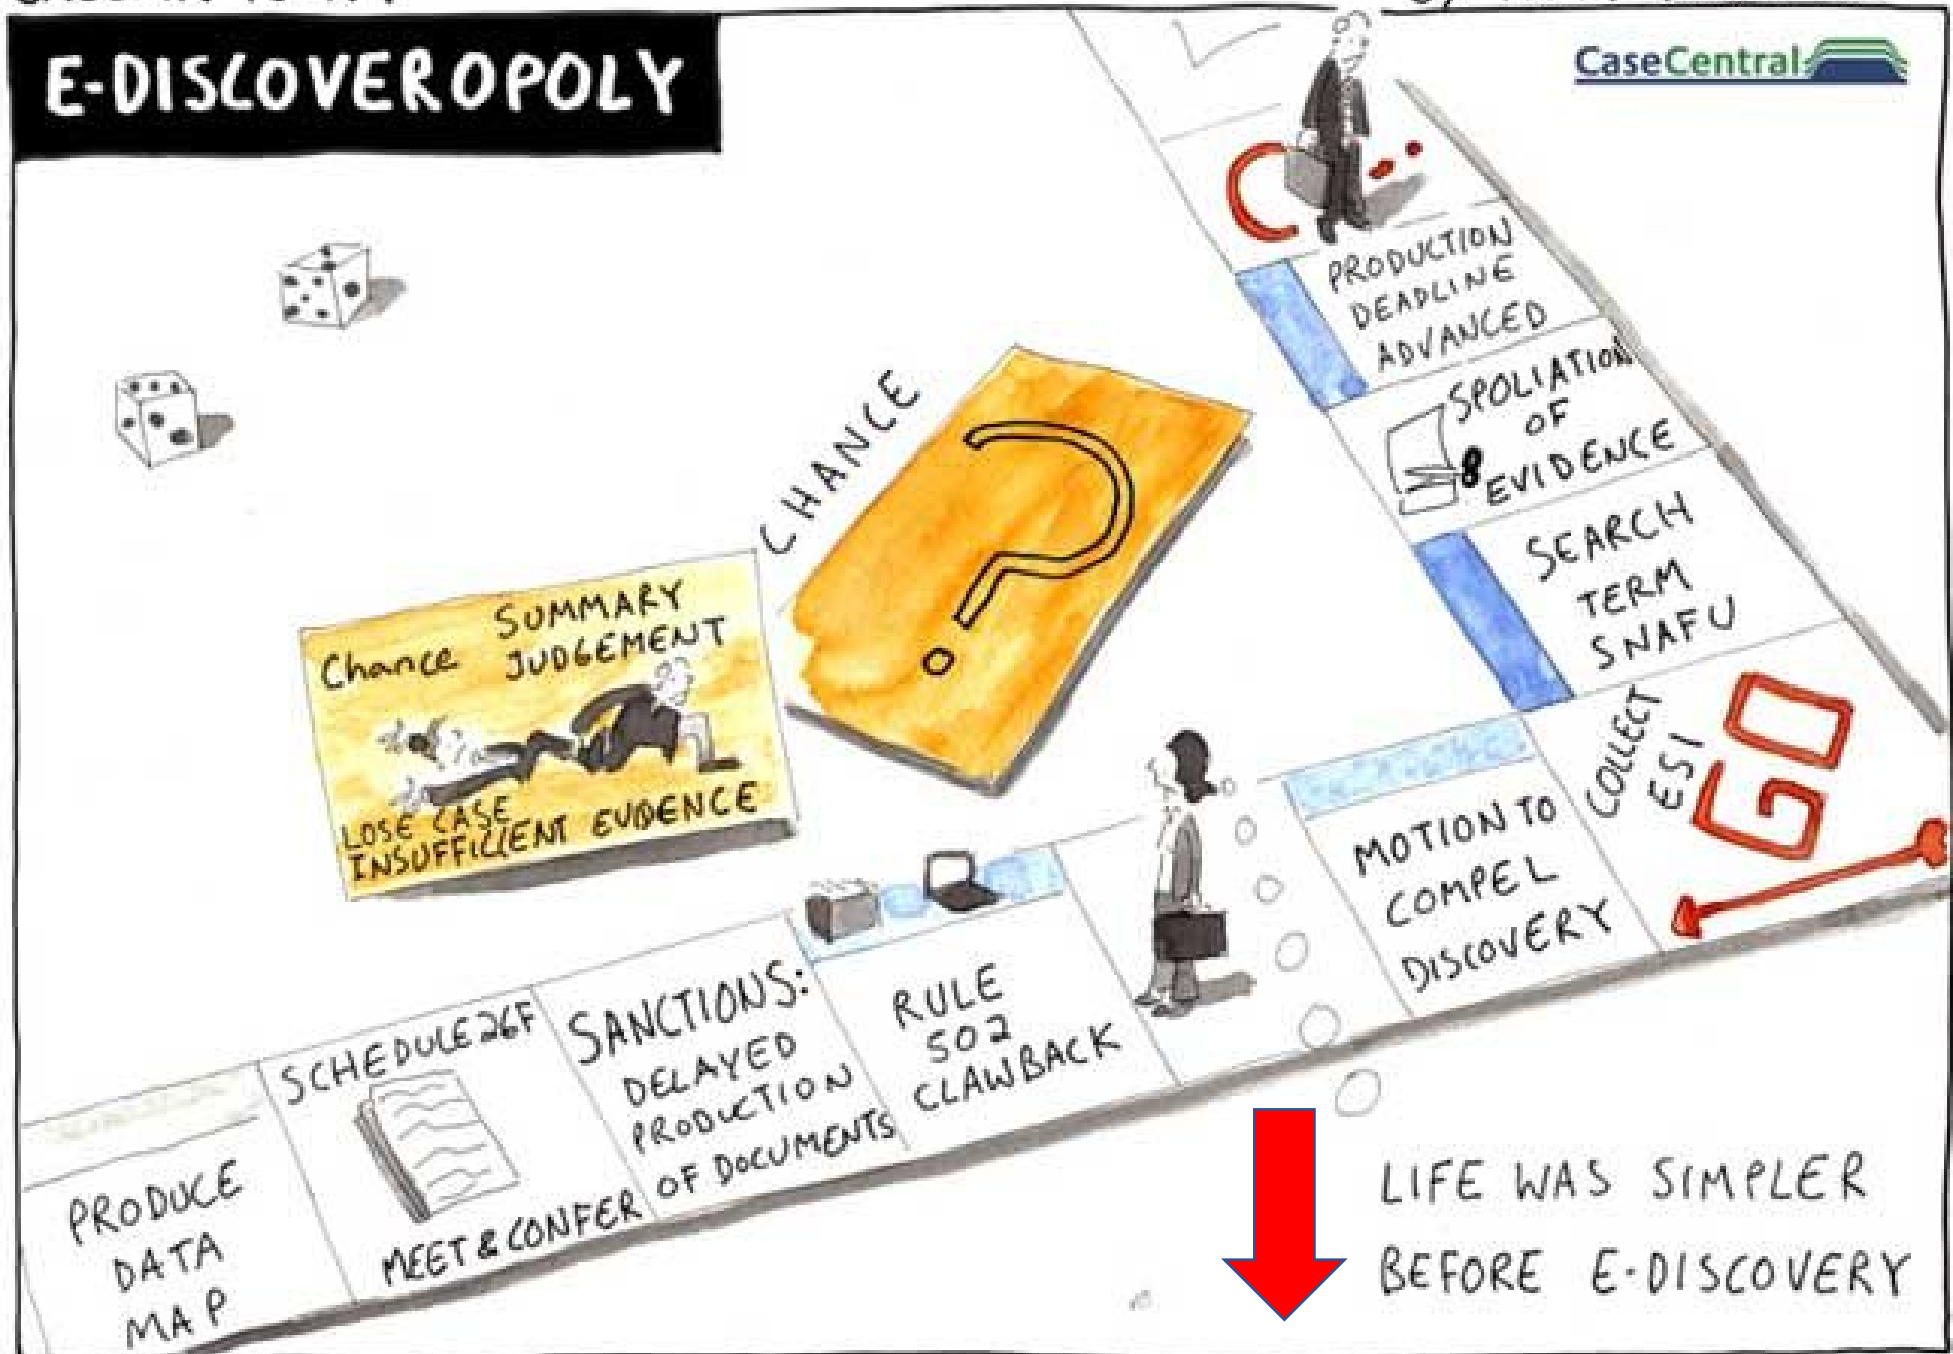 E-DISCOVEROPOLY
CaseCentral
PRODUCTION
DEADLINE
ADVANCED
SPOLIATION
OF
EVIDENCE
SEARCH
TERM
SNAFU
COLLECT
ESI
GO
CHANCE
?
Chance
SUMMARY
JUDGEMENT
LOSE CASE
INSUFFICIENT EVIDENCE
MOTION TO
COMPEL
DISCOVERY
RULE
502
CLAWBACK
SANCTIONS:
DELAYED
PRODUCTION
OF DOCUMENTS
SCHEDULE 26F
MEET & CONFER
PRODUCE
DATA
MAP
LIFE WAS SIMPLER
BEFORE E-DISCOVERY